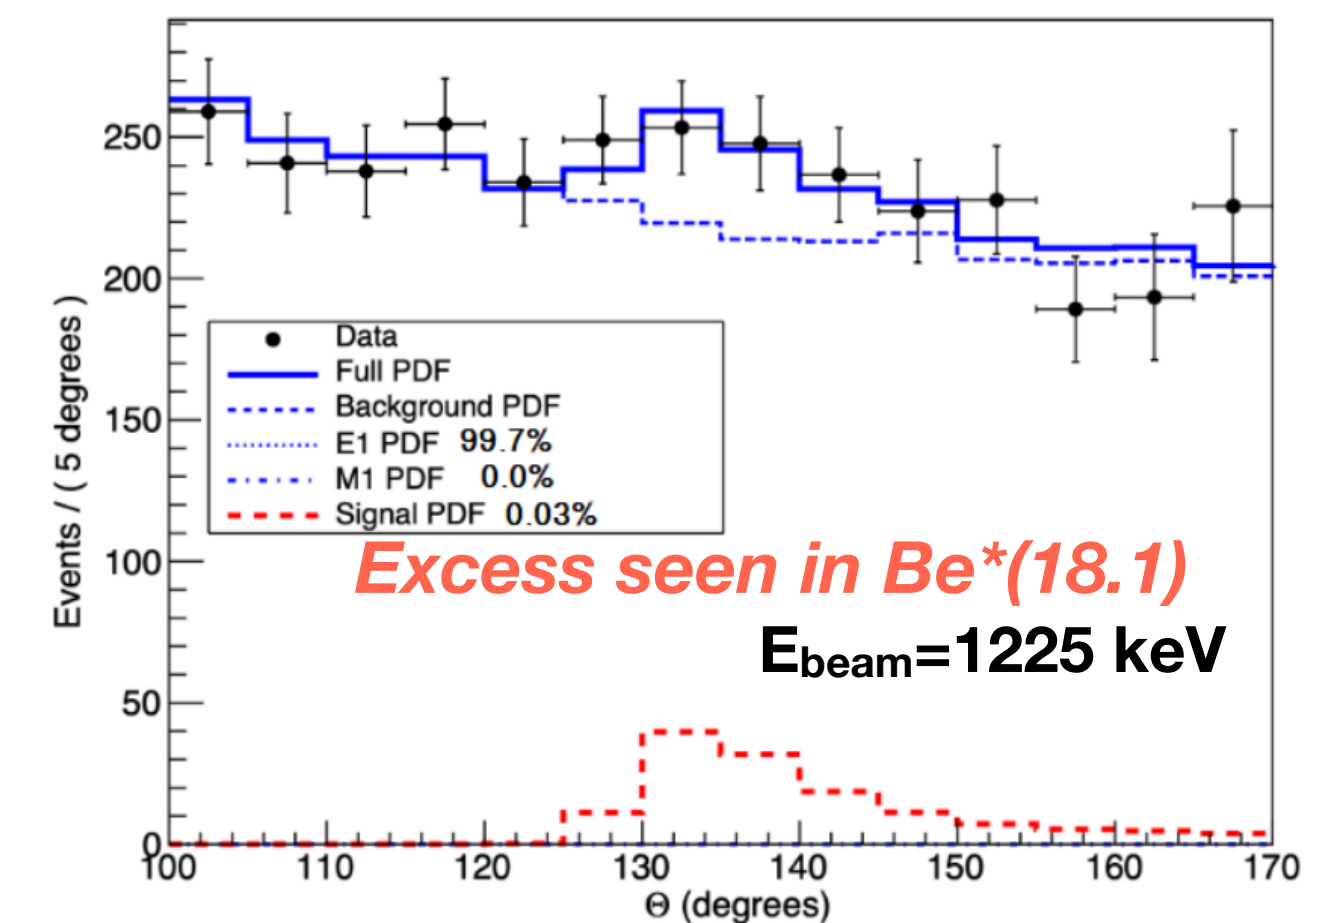 Events / ( 5 degrees )
250
200
150
100
50
0
Data
Full PDF
Background PDF
E1 PDF 99.7%
M1 PDF 0.0%
Signal PDF 0.03%
Excess seen in Be*(18.1)
Ebeam=1225 keV
100 110 120 130 140 150 160 170
Θ (degrees)